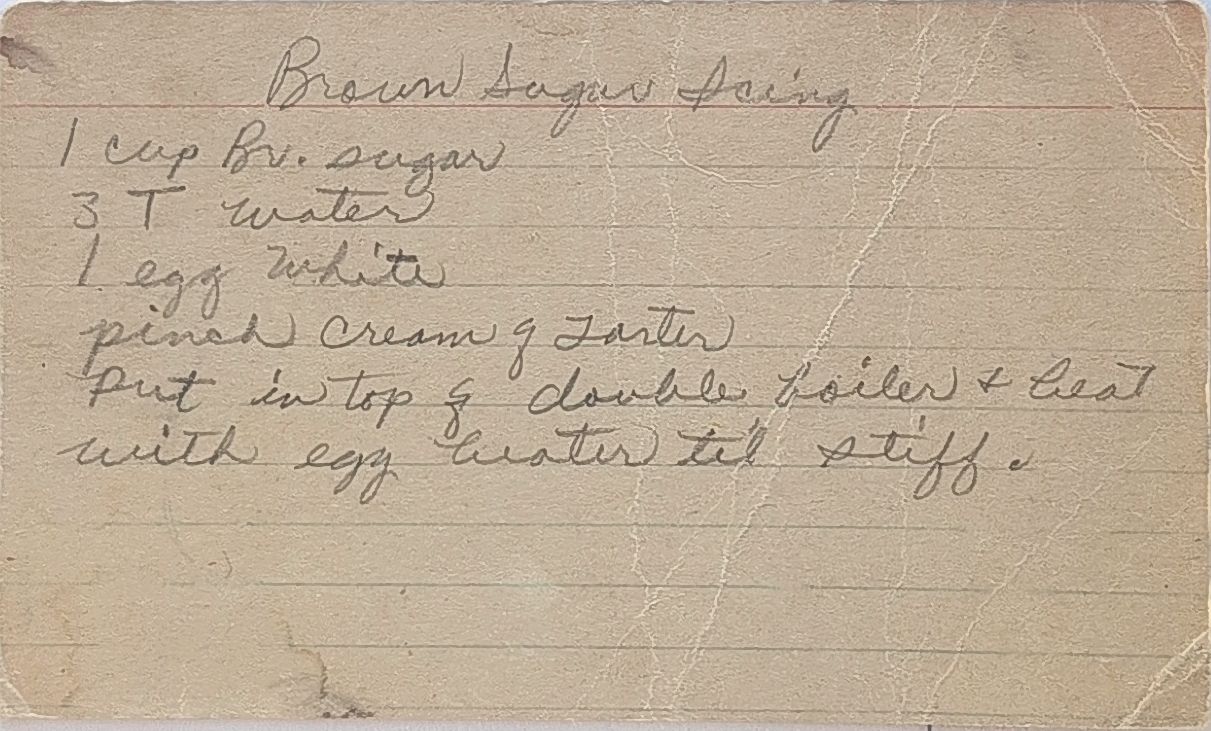 Brown Sugar Icing
1 cup Br. sugar
3 T water
1 egg White
pinch Cream of Tarter
Put in top of double boiler & beat
with egg beater til stiff.